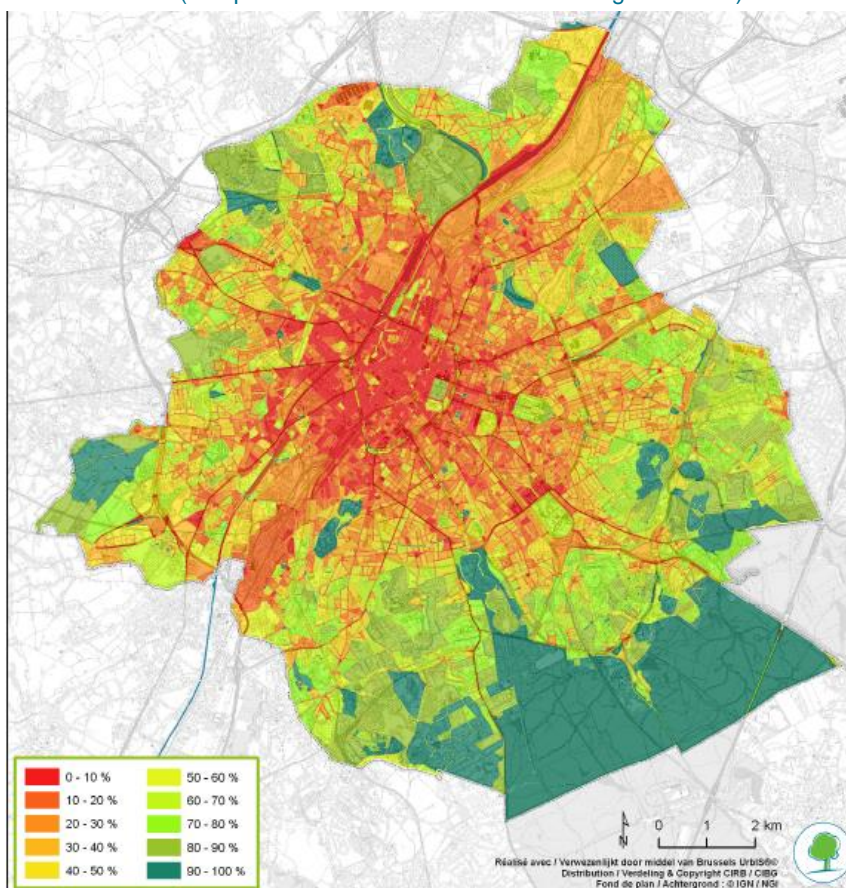 0 - 10 %
10 - 20 %
20 - 30 %
30 - 40 %
40 - 50 %
50 - 60 %
60 - 70 %
70 - 80 %
80 - 90 %
90 - 100 %
N
0 1 2 km
Réalisé avec / Verwezenlijkt door middel van Brussels UrbIS®©
Distribution / Verdeling & Copyright CIRB / CIBG
Fond de plan / Achtergrond : © IGN / NGI